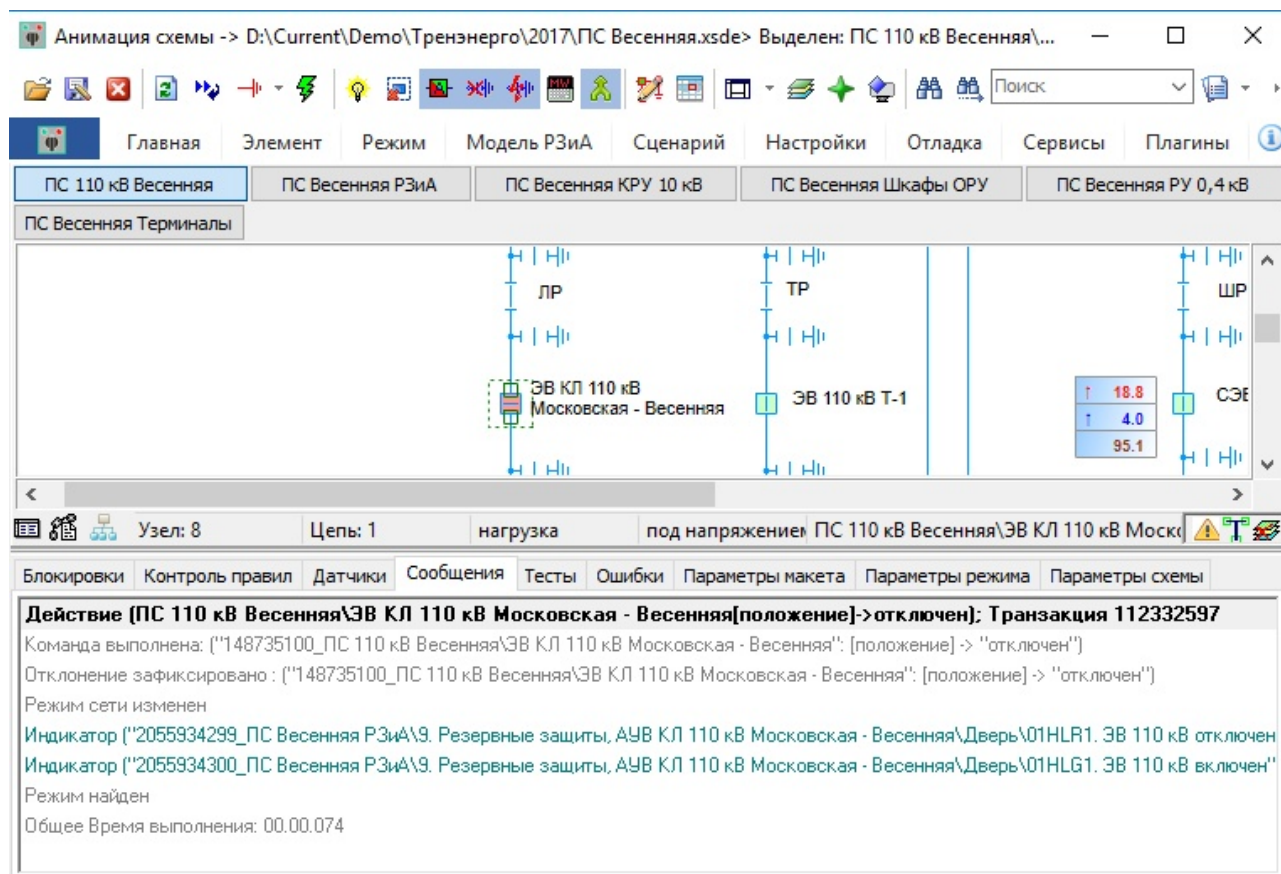 Анимация схемы -> D:\Current\Demo\Тренэнерго\2017\ПС Весенняя.xsde> Выделен: ПС 110 кВ Весенняя\...
Поиск
Главная Элемент Режим Модель РЗиА Сценарий Настройки Отладка Сервисы Плагины
ПС 110 кВ Весенняя ПС Весенняя РЗиА ПС Весенняя КРУ 10 кВ ПС Весенняя Шкафы ОРУ ПС Весенняя РУ 0,4 кВ
ПС Весенняя Терминалы
ЛР ТР ШР
ЭВ КЛ 110 кВ
Московская - Весенняя
ЭВ 110 кВ Т-1
18.8
4.0
95.1
СЭВ
Узел: 8 Цепь: 1 нагрузка под напряжением ПС 110 кВ Весенняя\ЭВ КЛ 110 кВ Моск
Блокировки Контроль правил Датчики Сообщения Тесты Ошибки Параметры макета Параметры режима Параметры схемы
Действие (ПС 110 кВ Весенняя\ЭВ КЛ 110 кВ Московская - Весенняя[положение]->отключен); Транзакция 112332597
Команда выполнена: ("148735100_ПС 110 кВ Весенняя\ЭВ КЛ 110 кВ Московская - Весенняя": [положение] -> "отключен")
Отклонение зафиксировано : ("148735100_ПС 110 кВ Весенняя\ЭВ КЛ 110 кВ Московская - Весенняя": [положение] -> "отключен")
Режим сети изменен
Индикатор ("2055934299_ПС Весенняя РЗиА\9. Резервные защиты, АУВ КЛ 110 кВ Московская - Весенняя\Дверь\01HLR1. ЭВ 110 кВ отключен
Индикатор ("2055934300_ПС Весенняя РЗиА\9. Резервные защиты, АУВ КЛ 110 кВ Московская - Весенняя\Дверь\01HLG1. ЭВ 110 кВ включен"
Режим найден
Общее Время выполнения: 00.00.074